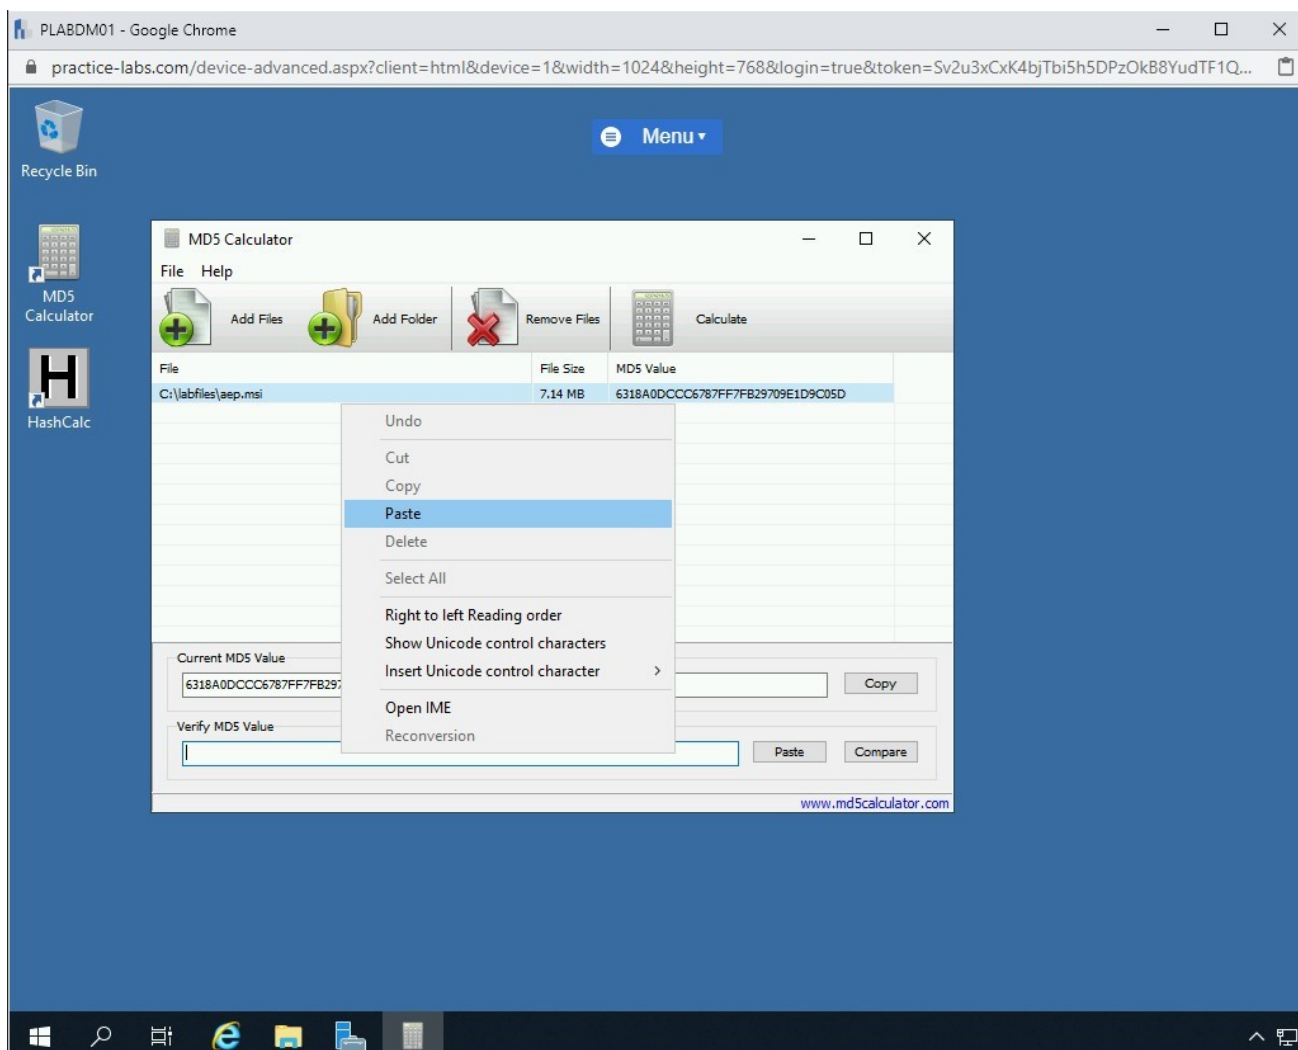 PLABDM01 - Google Chrome
practice-labs.com/device-advanced.aspx?client=html&device=1&width=1024&height=768&login=true&token=Sv2u3xCxK4bjTbi5h5DPzOkB8YudTF1Q...
Recycle Bin
Menu
MD5
Calculator
HashCalc
MD5 Calculator
File Help
Add Files Add Folder Remove Files Calculate
File File Size MD5 Value
C:\labfiles\aep.msi 7.14 MB 6318A0DCCC6787FF7FB29709E1D9C05D
Undo
Cut
Copy
Paste
Delete
Select All
Right to left Reading order
Show Unicode control characters
Insert Unicode control character
Open IME
Reconversion
Current MD5 Value
6318A0DCCC6787FF7FB297 Copy
Verify MD5 Value
Paste Compare
www.md5calculator.com